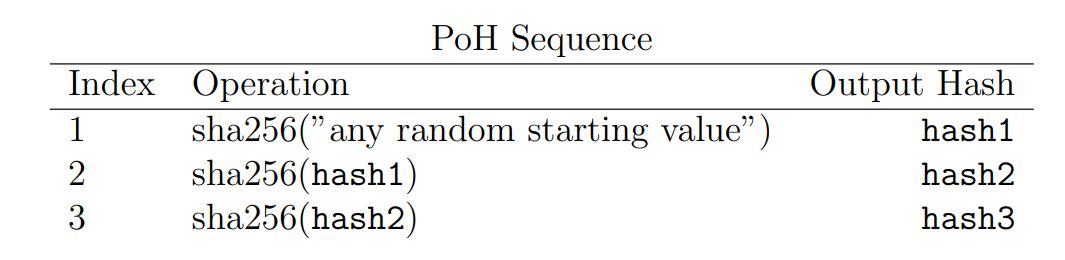 PoH Sequence
Index Operation Output Hash
1 sha256(”any random starting value”) hash1
2 sha256(hash1) hash2
3 sha256(hash2) hash3